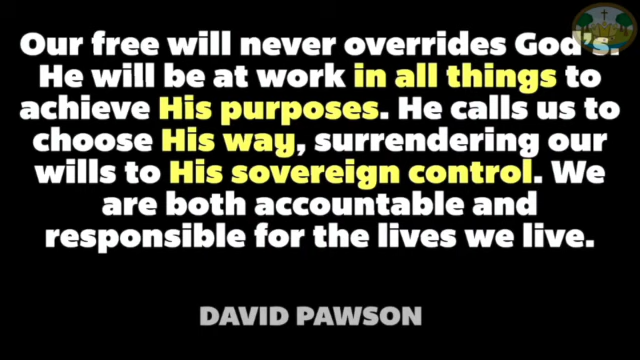 Our free will never overrides God's.
He will be at work in all things to
achieve His purposes. He calls us to
choose His way, surrendering our
wills to His sovereign control. We
are both accountable and
responsible for the lives we live.
DAVID PAWSON